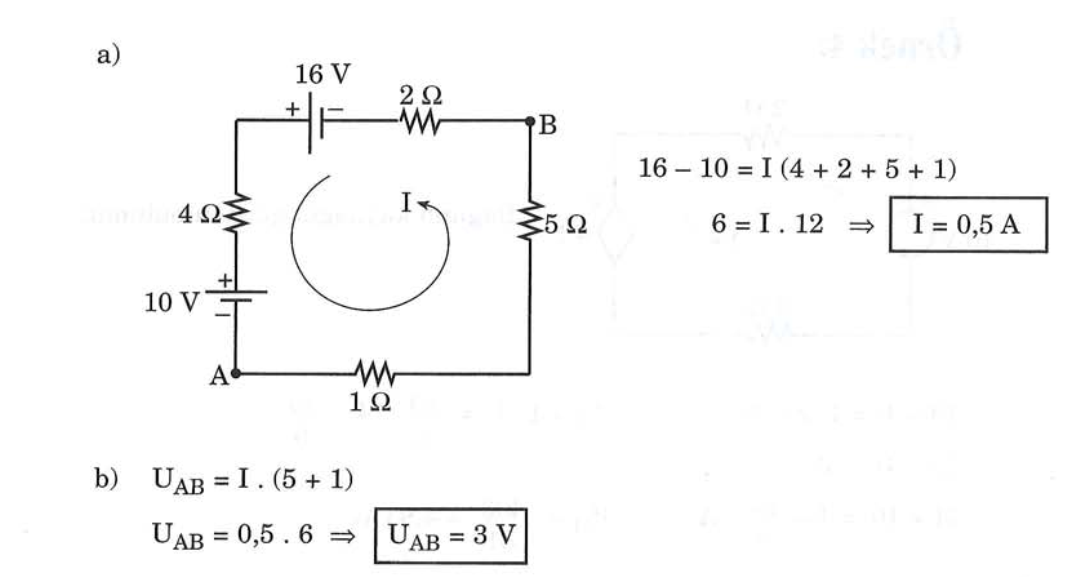 a)
16 V
+ –
2 Ω
B
4 Ω
I
5 Ω
+
10 V
–
A
1 Ω
16 – 10 = I (4 + 2 + 5 + 1)
6 = I . 12 ⇒ I = 0,5 A
b) U_AB = I . (5 + 1)
U_AB = 0,5 . 6 ⇒ U_AB = 3 V